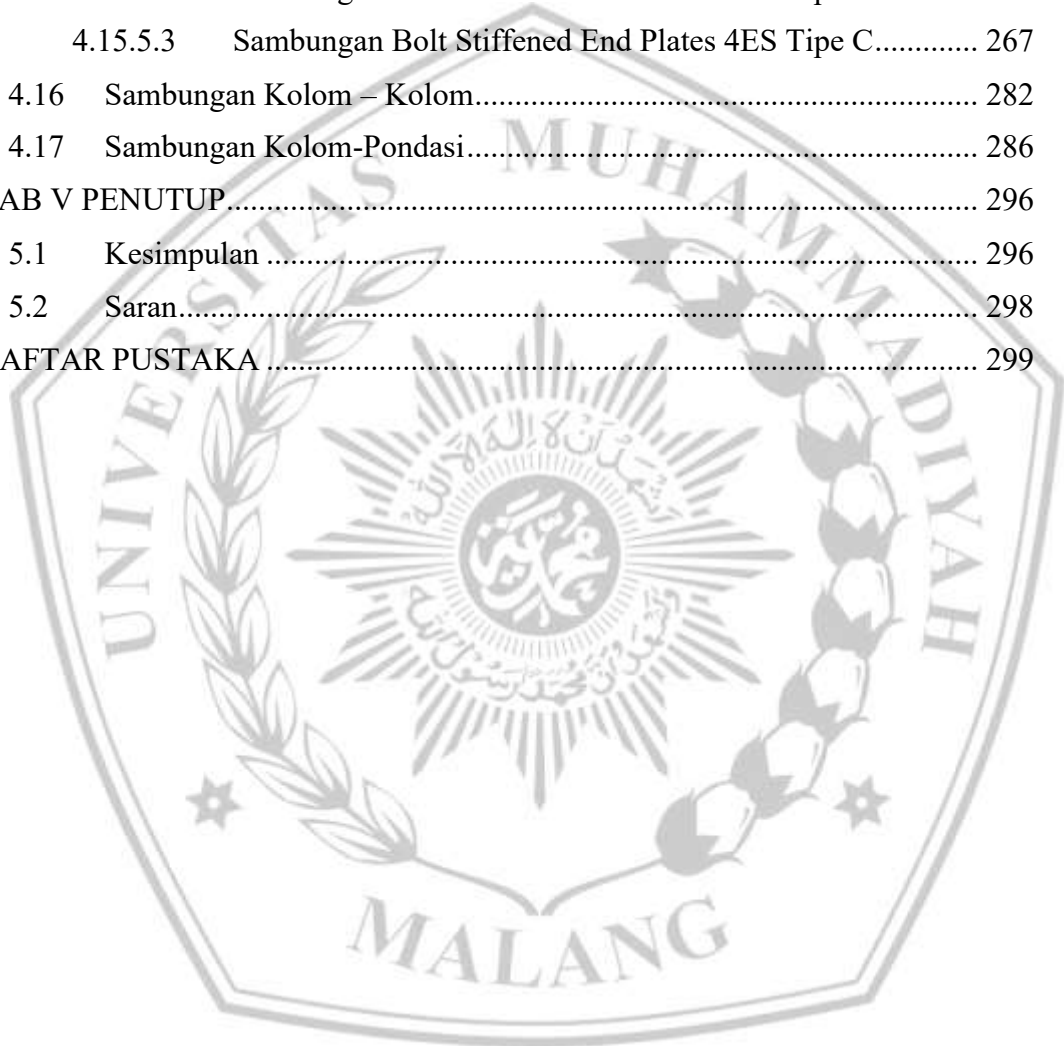 4.15.5.3 Sambungan Bolt Stiffened End Plates 4ES Tipe C............. 267
4.16 Sambungan Kolom – Kolom.......................................................... 282
4.17 Sambungan Kolom-Pondasi........................................................... 286
AB V PENUTUP...................................................................................... 296
5.1 Kesimpulan .................................................................................. 296
5.2 Saran............................................................................................. 298
AFTAR PUSTAKA ................................................................................. 299
UNIVERSITAS MUHAMMADIYAH
MALANG